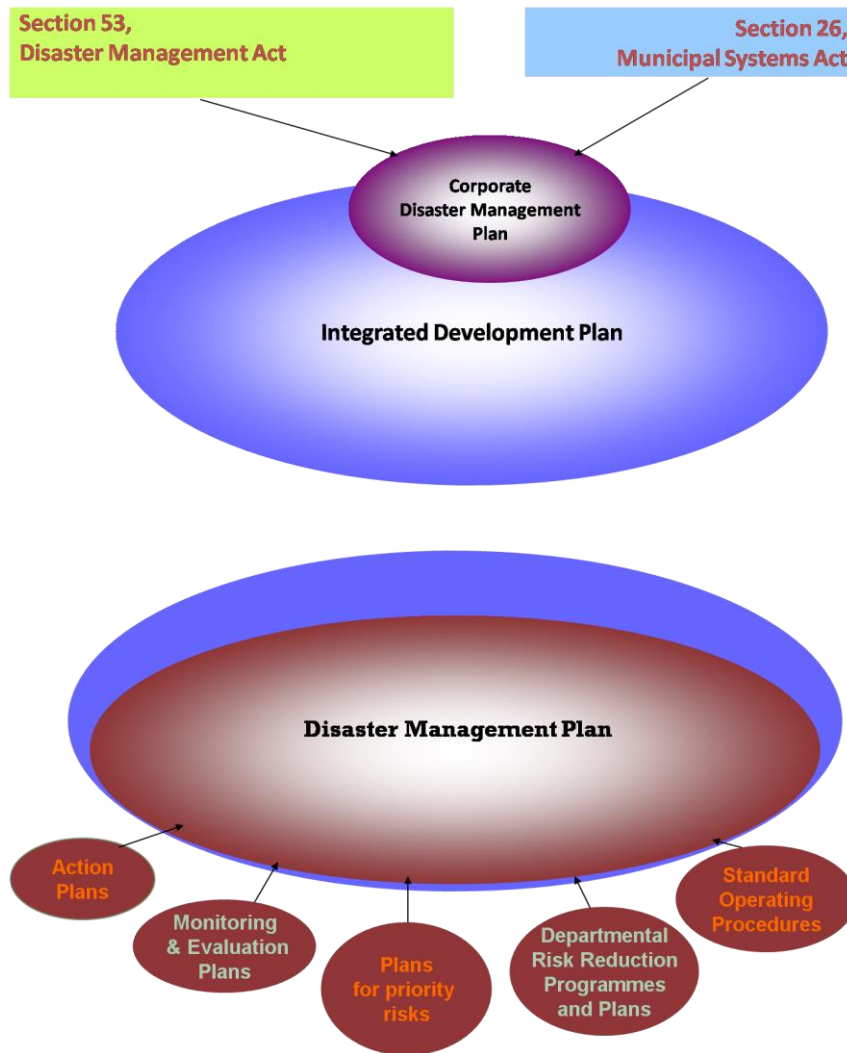 Section 53,
Disaster Management Act
Section 26,
Municipal Systems Act
Corporate
Disaster Management
Plan
Integrated Development Plan
Disaster Management Plan
Action
Plans
Monitoring
& Evaluation
Plans
Plans
for priority
risks
Departmental
Risk Reduction
Programmes
and Plans
Standard
Operating
Procedures